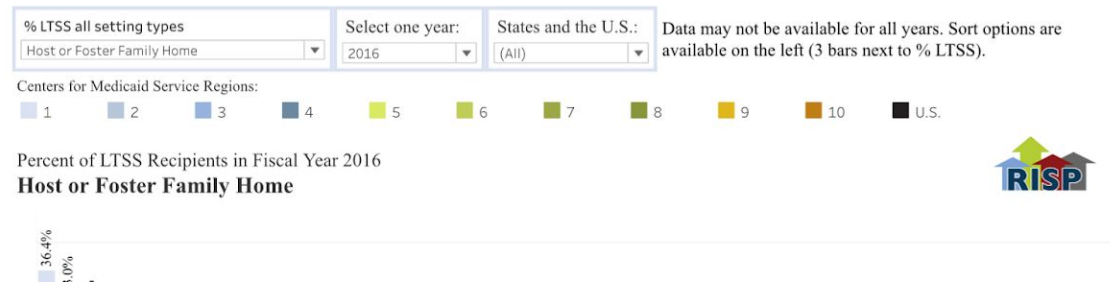 % LTSS all setting types
Host or Foster Family Home
Select one year:
2016
States and the U.S.:
(All)
Data may not be available for all years. Sort options are
available on the left (3 bars next to % LTSS).
Centers for Medicaid Service Regions:
1 2 3 4 5 6 7 8 9 10 U.S.
Percent of LTSS Recipients in Fiscal Year 2016
Host or Foster Family Home
RISP
36.4%